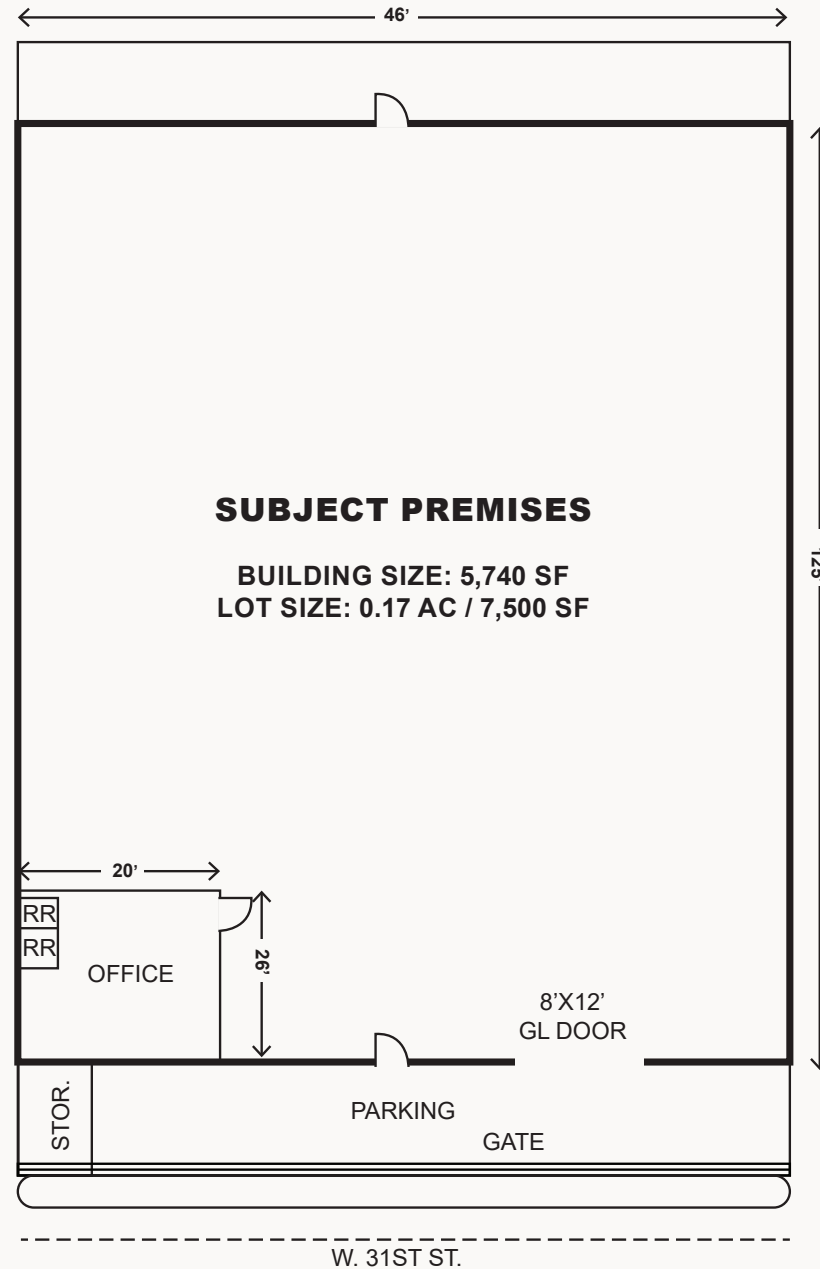 46’
SUBJECT PREMISES
BUILDING SIZE: 5,740 SF
LOT SIZE: 0.17 AC / 7,500 SF
125’
20’
RR
RR
OFFICE
26’
8’X12’
GL DOOR
STOR.
PARKING
GATE
W. 31ST ST.